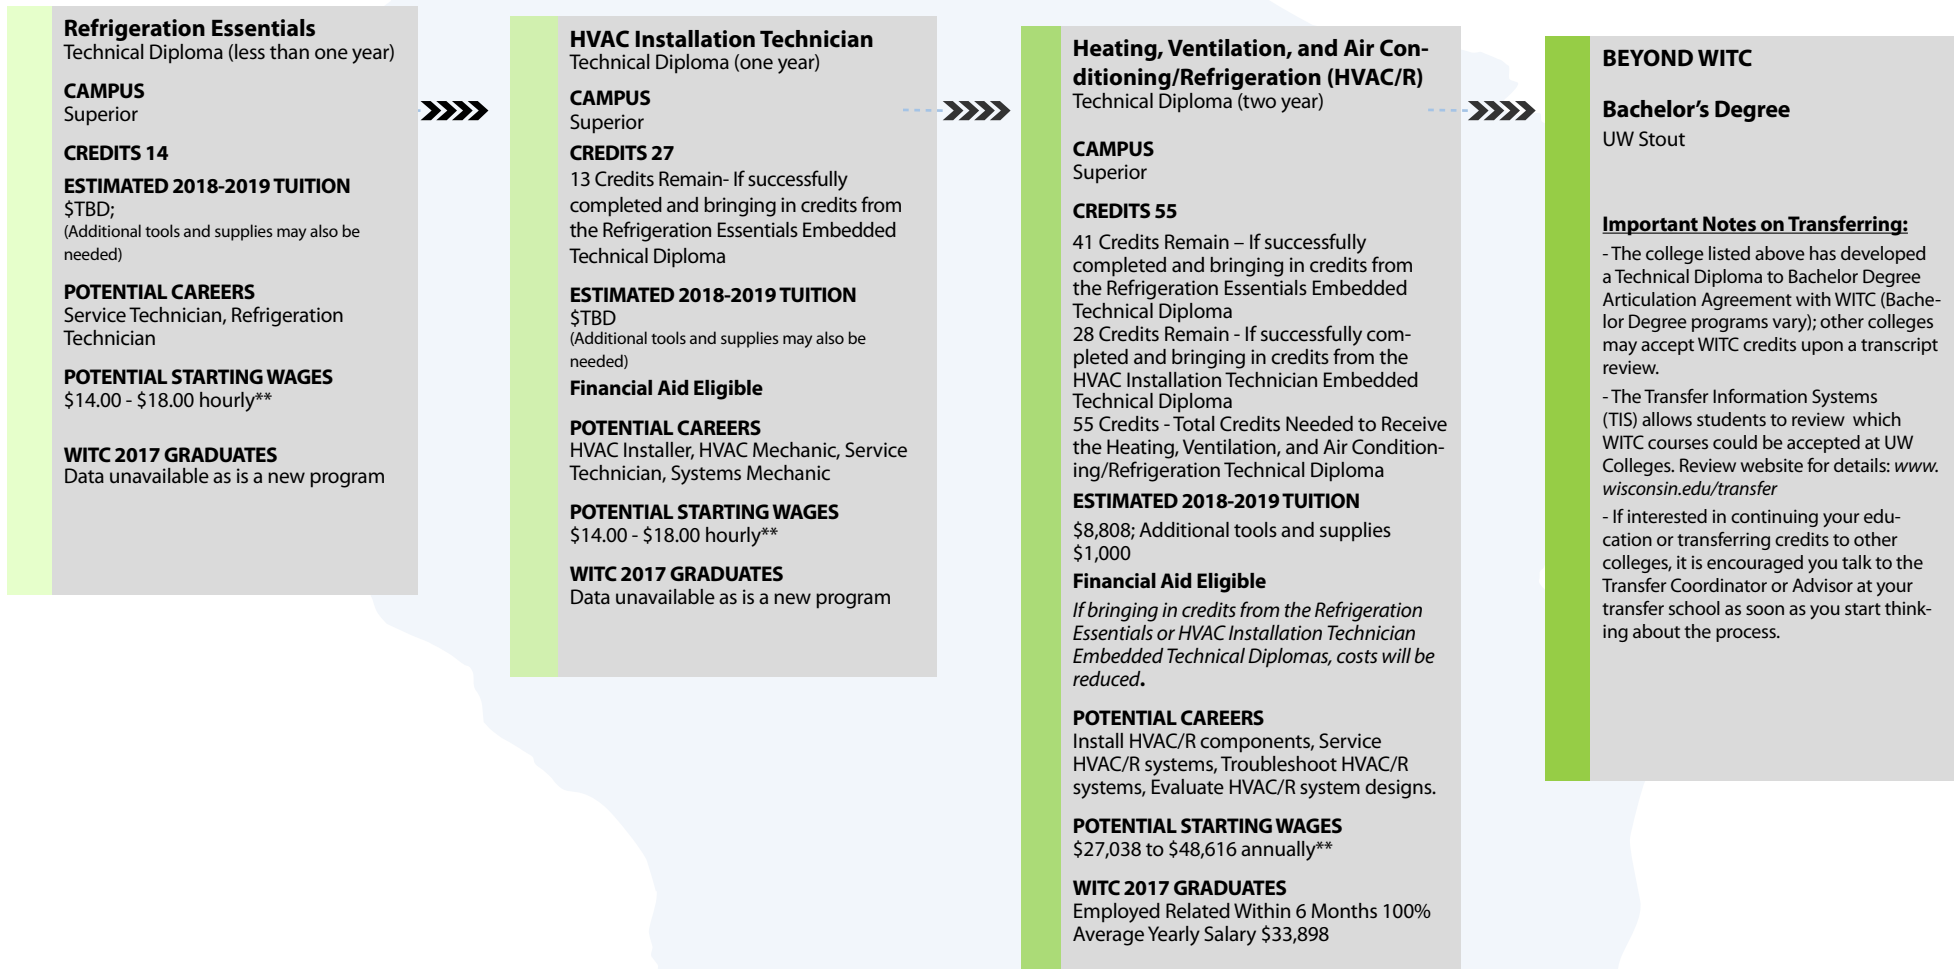 Refrigeration Essentials
Technical Diploma (less than one year)
CAMPUS
Superior
CREDITS 14
ESTIMATED 2018-2019 TUITION
$TBD;
(Additional tools and supplies may also be
needed)
POTENTIAL CAREERS
Service Technician, Refrigeration
Technician
POTENTIAL STARTING WAGES
$14.00 - $18.00 hourly**
WITC 2017 GRADUATES
Data unavailable as is a new program
HVAC Installation Technician
Technical Diploma (one year)
CAMPUS
Superior
CREDITS 27
13 Credits Remain- If successfully
completed and bringing in credits from
the Refrigeration Essentials Embedded
Technical Diploma
ESTIMATED 2018-2019 TUITION
$TBD
(Additional tools and supplies may also be
needed)
Financial Aid Eligible
POTENTIAL CAREERS
HVAC Installer, HVAC Mechanic, Service
Technician, Systems Mechanic
POTENTIAL STARTING WAGES
$14.00 - $18.00 hourly**
WITC 2017 GRADUATES
Data unavailable as is a new program
Heating, Ventilation, and Air Con-
ditioning/Refrigeration (HVAC/R)
Technical Diploma (two year)
CAMPUS
Superior
CREDITS 55
41 Credits Remain – If successfully
completed and bringing in credits from
the Refrigeration Essentials Embedded
Technical Diploma
28 Credits Remain - If successfully com-
pleted and bringing in credits from the
HVAC Installation Technician Embedded
Technical Diploma
55 Credits - Total Credits Needed to Receive
the Heating, Ventilation, and Air Condition-
ing/Refrigeration Technical Diploma
ESTIMATED 2018-2019 TUITION
$8,808; Additional tools and supplies
$1,000
Financial Aid Eligible
If bringing in credits from the Refrigeration
Essentials or HVAC Installation Technician
Embedded Technical Diplomas, costs will be
reduced.
POTENTIAL CAREERS
Install HVAC/R components, Service
HVAC/R systems, Troubleshoot HVAC/R
systems, Evaluate HVAC/R system designs.
POTENTIAL STARTING WAGES
$27,038 to $48,616 annually**
WITC 2017 GRADUATES
Employed Related Within 6 Months 100%
Average Yearly Salary $33,898
BEYOND WITC
Bachelor's Degree
UW Stout
Important Notes on Transferring:
- The college listed above has developed
a Technical Diploma to Bachelor Degree
Articulation Agreement with WITC (Bache-
lor Degree programs vary); other colleges
may accept WITC credits upon a transcript
review.
- The Transfer Information Systems
(TIS) allows students to review which
WITC courses could be accepted at UW
Colleges. Review website for details: www.
wisconsin.edu/transfer
- If interested in continuing your edu-
cation or transferring credits to other
colleges, it is encouraged you talk to the
Transfer Coordinator or Advisor at your
transfer school as soon as you start think-
ing about the process.